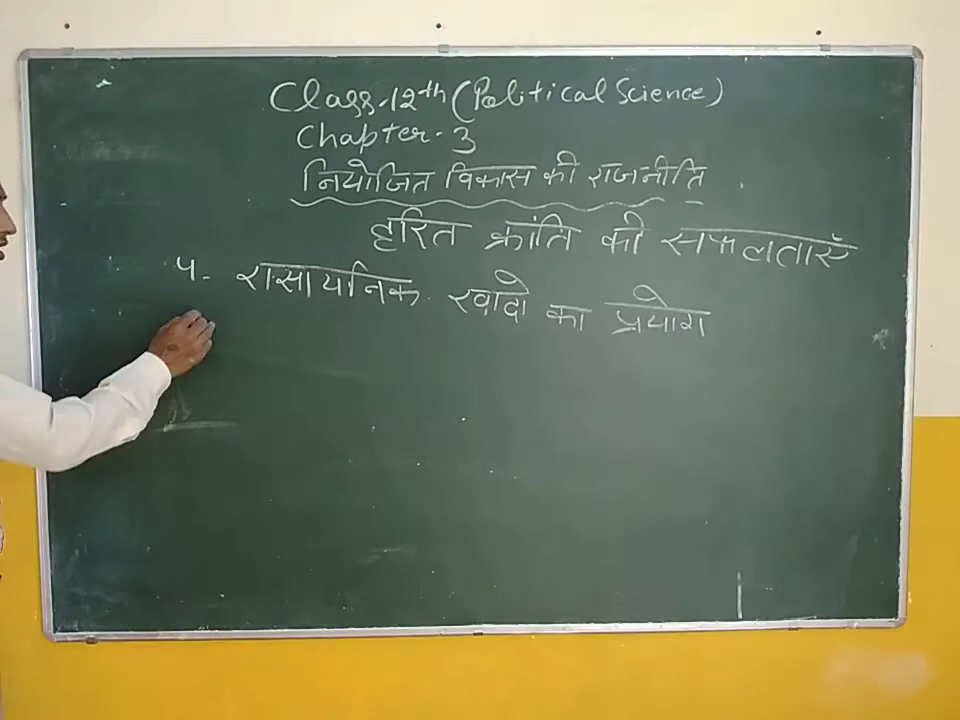 Class-12th (Political Science)
Chapter-3
नियोजित विकास की राजनीति
हरित क्रांति की सफलताएँ
५- रासायनिक खादो का प्रयोग